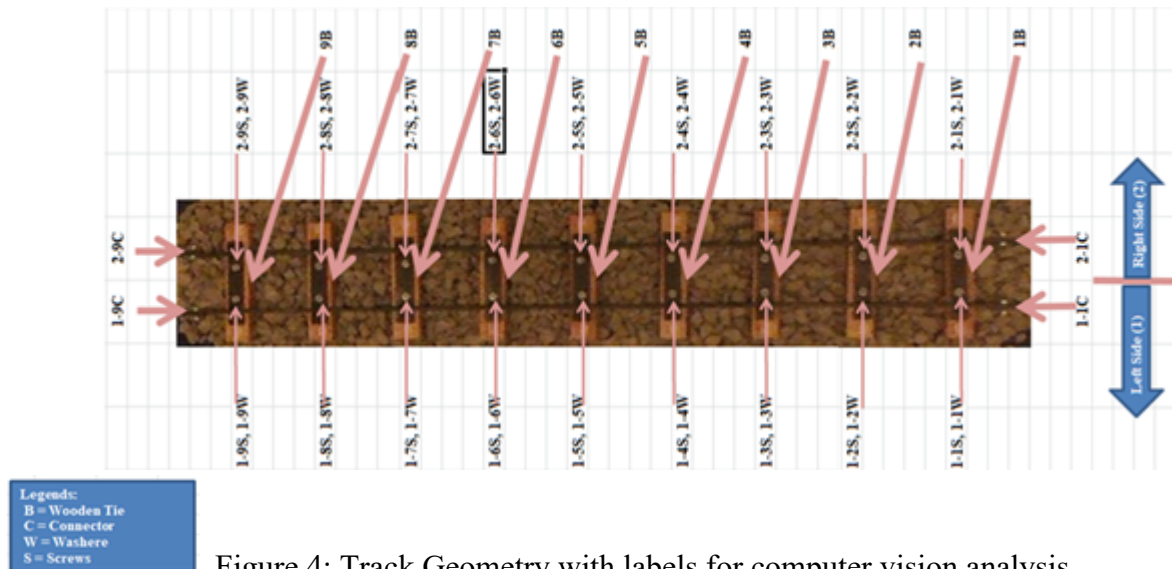 9B
8B
7B
6B
5B
4B
3B
2B
1B
2-9S, 2-9W
2-8S, 2-8W
2-7S, 2-7W
2-6S, 2-6W
2-5S, 2-5W
2-4S, 2-4W
2-3S, 2-3W
2-2S, 2-2W
2-1S, 2-1W
2-9C
1-9C
2-1C
1-1C
Right Side (2)
Left Side (1)
1-9S, 1-9W
1-8S, 1-8W
1-7S, 1-7W
1-6S, 1-6W
1-5S, 1-5W
1-4S, 1-4W
1-3S, 1-3W
1-2S, 1-2W
1-1S, 1-1W
Legends:
B = Wooden Tie
C = Connector
W = Washere
S = Screws
Figure 4: Track Geometry with labels for computer vision analysis